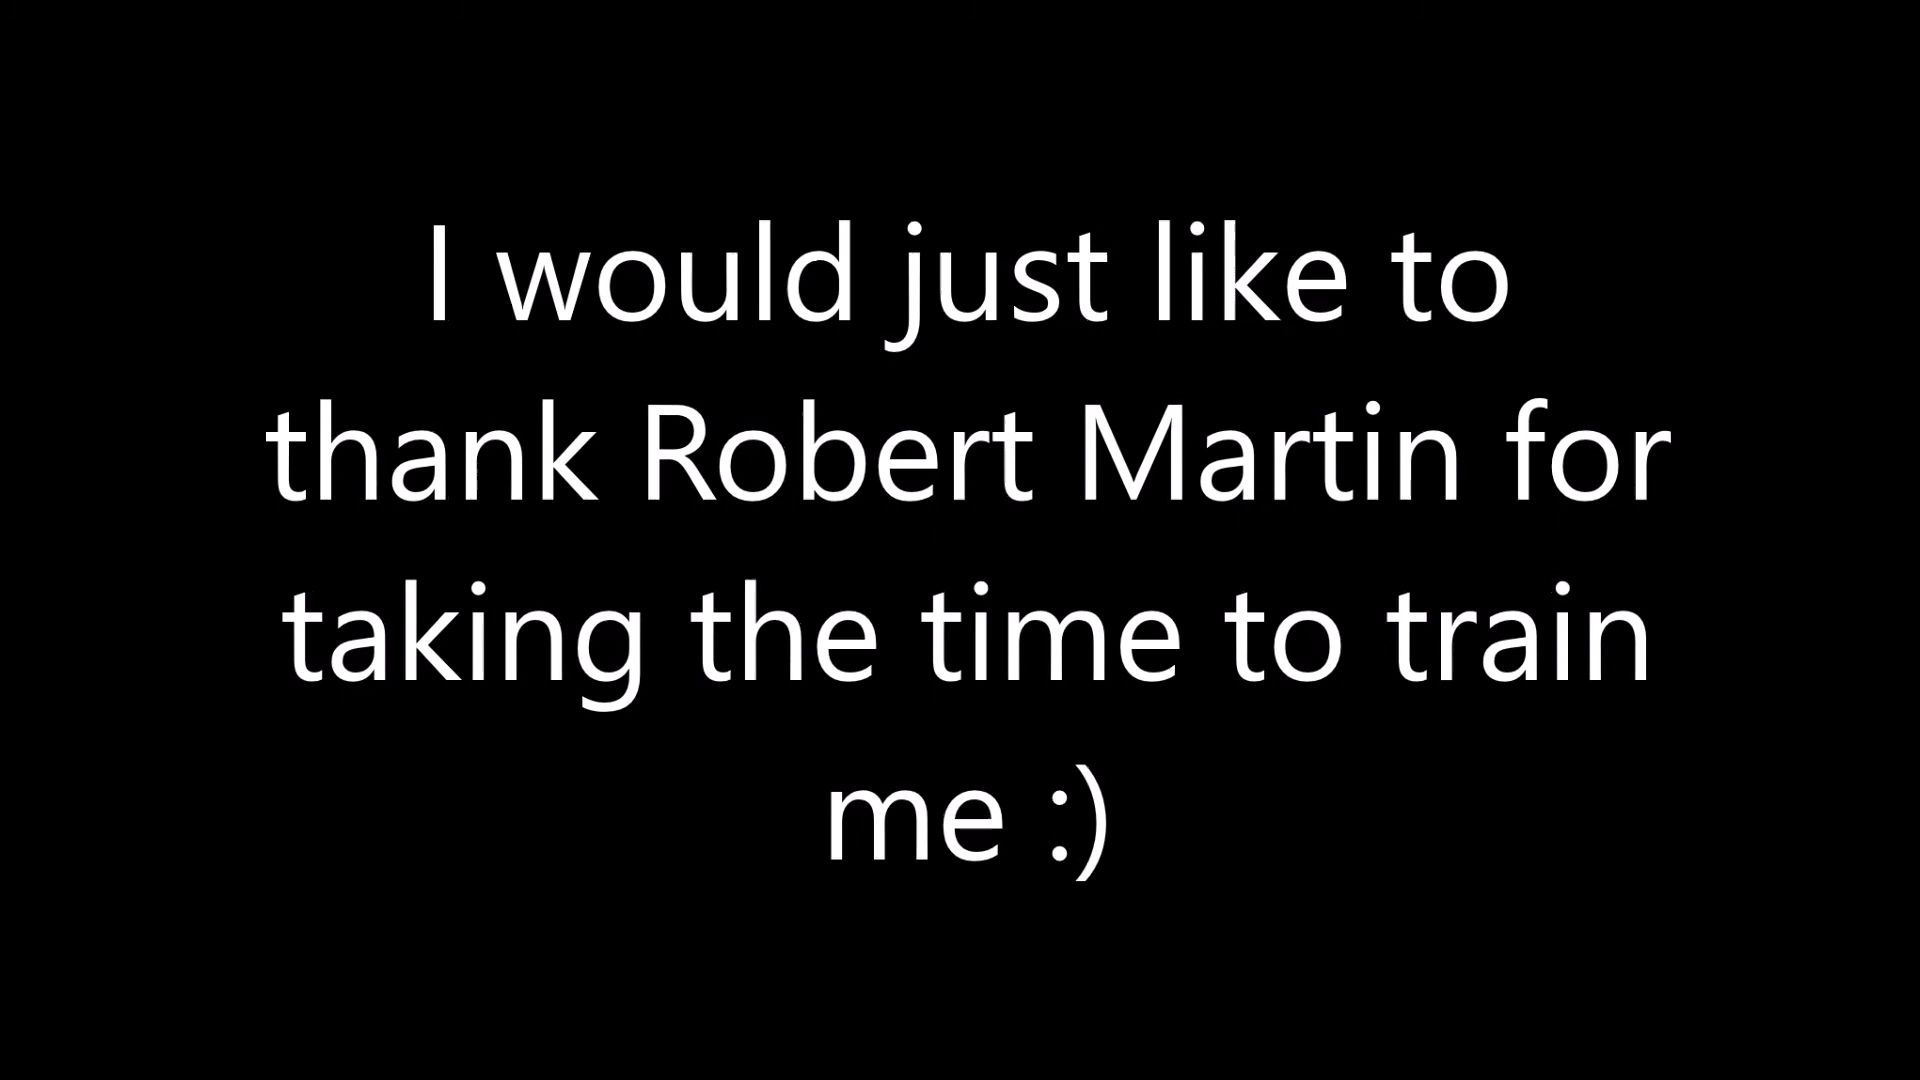 I would just like to
thank Robert Martin for
taking the time to train
me :)